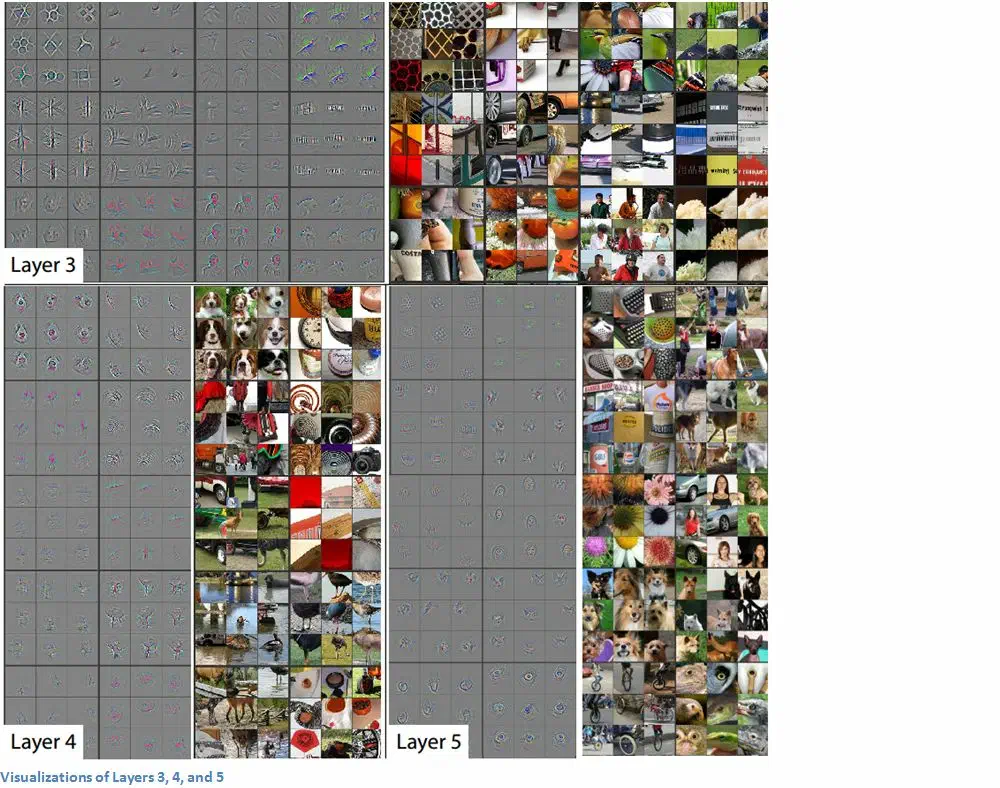 Layer 3
Layer 4
Layer 5
Visualizations of Layers 3, 4, and 5